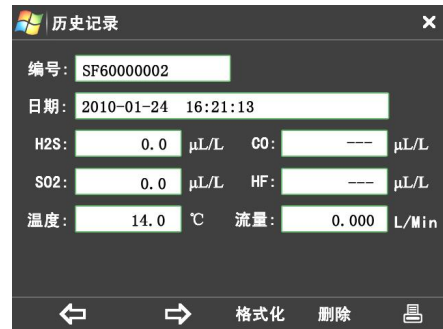 历史记录
编号: SF60000002
日期: 2010-01-24 16:21:13
H2S: 0.0 μL/L CO: --- μL/L
SO2: 0.0 μL/L HF: --- μL/L
温度: 14.0 ℃ 流量: 0.000 L/Min
格式化 删除